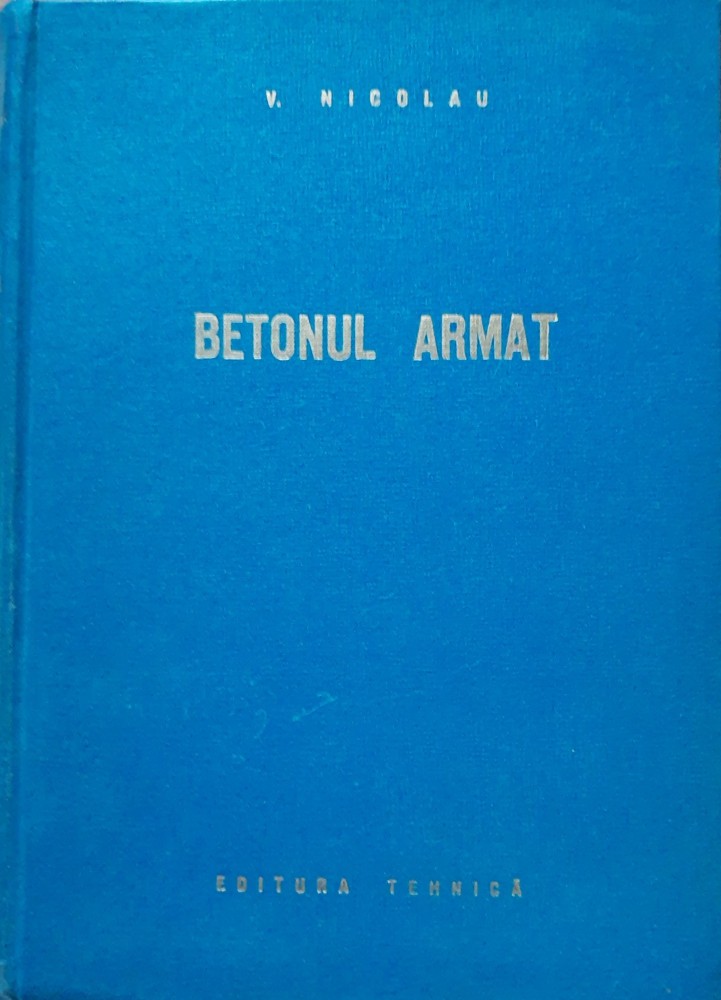 V. NICOLAU
BETONUL ARMAT
EDITURA TEHNICĂ